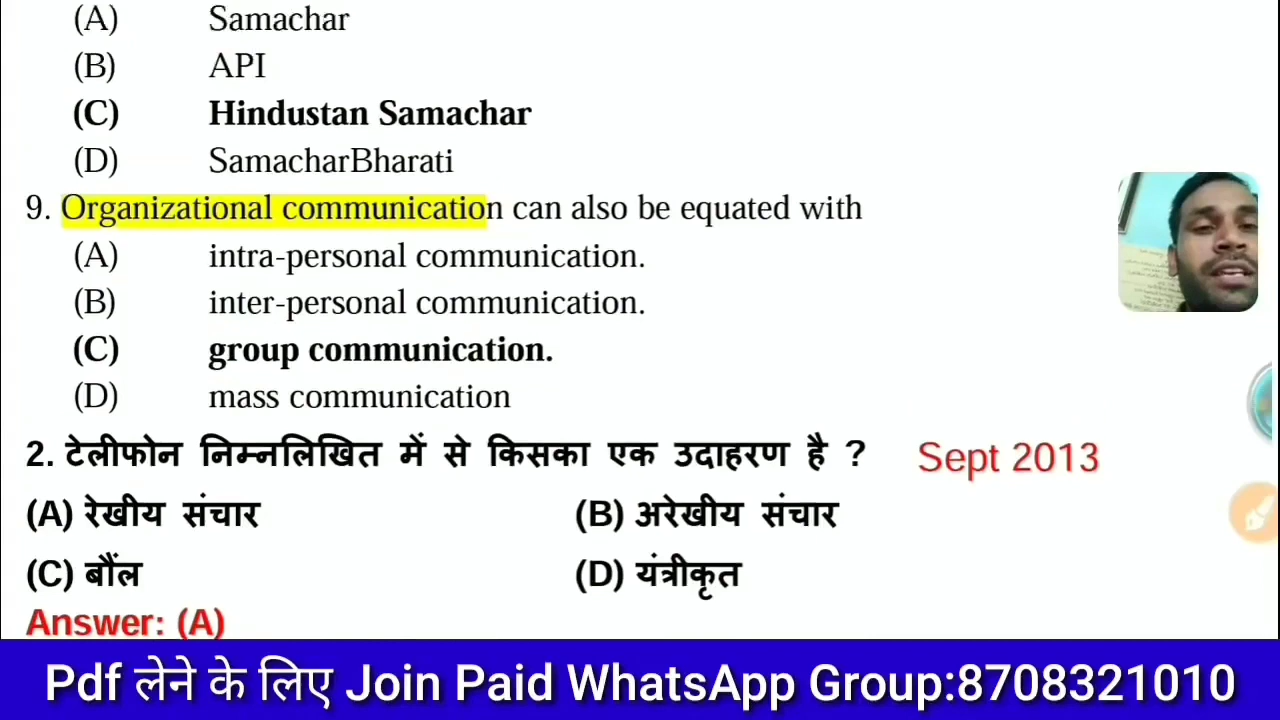 (A) Samachar
(B) API
(C) Hindustan Samachar
(D) SamacharBharati
9. Organizational communication can also be equated with
(A) intra-personal communication.
(B) inter-personal communication.
(C) group communication.
(D) mass communication
2. टेलीफोन निम्नलिखित में से किसका एक उदाहरण है ? Sept 2013
(A) रेखीय संचार (B) अरेखीय संचार
(C) बौंल (D) यंत्रीकृत
Answer: (A)
Pdf लेने के लिए Join Paid WhatsApp Group:8708321010